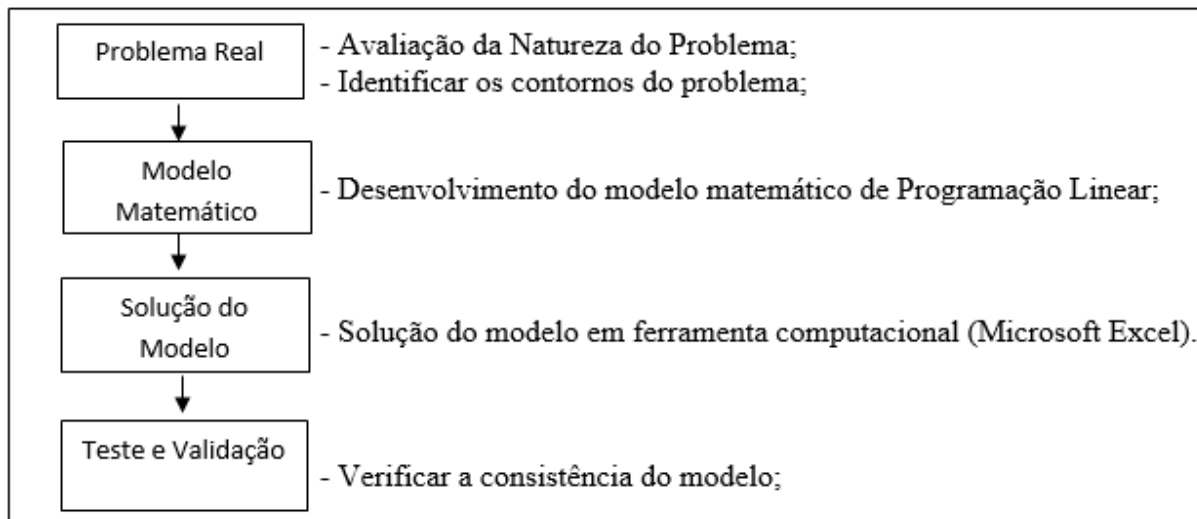 Problema Real
- Avaliação da Natureza do Problema;
- Identificar os contornos do problema;
Modelo
Matemático
- Desenvolvimento do modelo matemático de Programação Linear;
Solução do
Modelo
- Solução do modelo em ferramenta computacional (Microsoft Excel).
Teste e Validação
- Verificar a consistência do modelo;